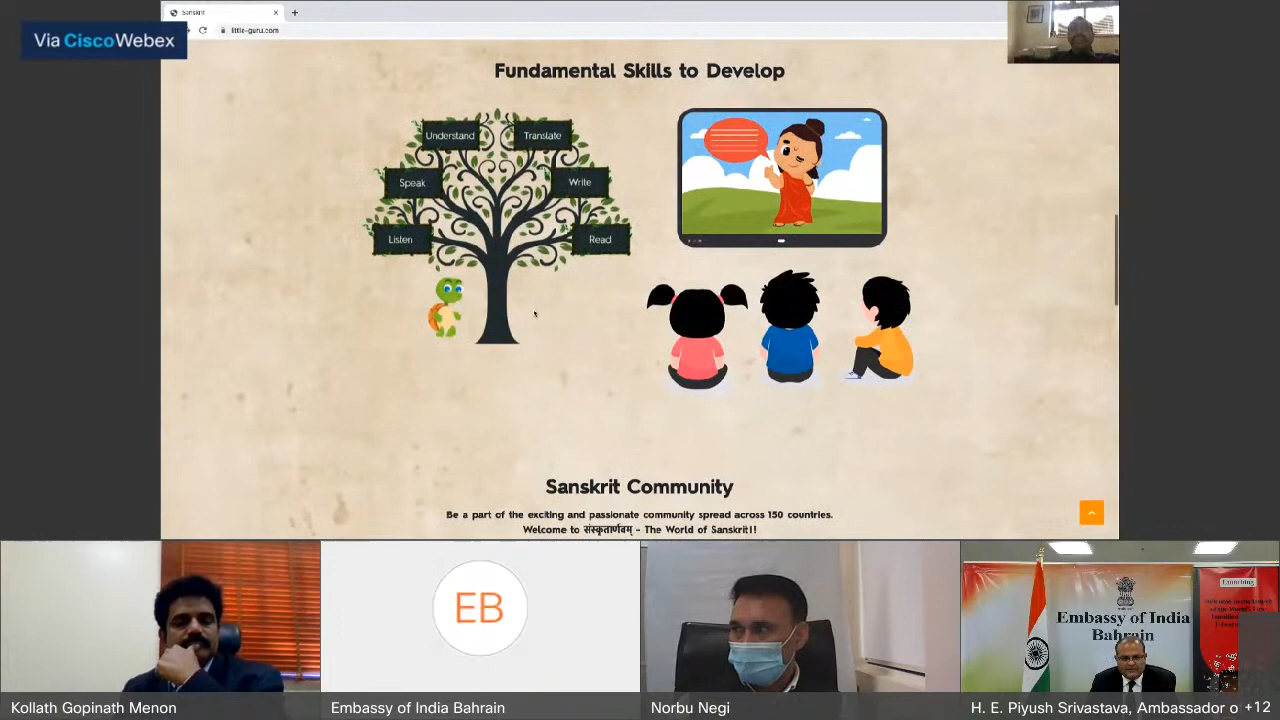 Sanskrit
little-guru.com
Via CiscoWebex
Fundamental Skills to Develop
Understand
Translate
Speak
Write
Listen
Read
Sanskrit Community
Be a part of the exciting and passionate community spread across 150 countries.
Welcome to संस्कृतार्णवम् - The World of Sanskrit!!
EB
Embassy of India
Bahrain
Launching
Kollath Gopinath Menon
Embassy of India Bahrain
Norbu Negi
H. E. Piyush Srivastava, Ambassador o
+12